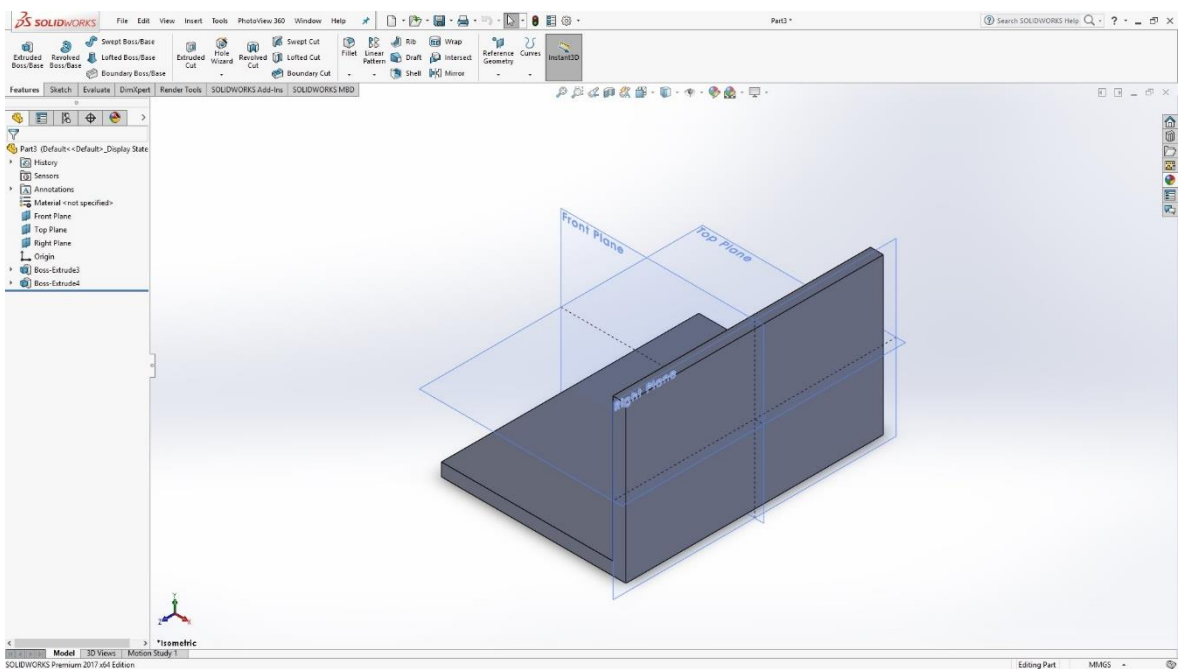 SOLIDWORKS File Edit View Insert Tools PhotoView 360 Window Help Part3 * Search SOLIDWORKS Help
Extruded Boss/Base
Revolved Boss/Base
Swept Boss/Base
Lofted Boss/Base
Boundary Boss/Base
Extruded Cut
Hole Wizard
Revolved Cut
Swept Cut
Lofted Cut
Boundary Cut
Fillet
Linear Pattern
Rib
Draft
Shell
Wrap
Intersect
Mirror
Reference Geometry
Curves
Instant3D
Features Sketch Evaluate DimXpert Render Tools SOLIDWORKS Add-Ins SOLIDWORKS MBD
Part3 (Default<<Default>_Display State
History
Sensors
Annotations
Material <not specified>
Front Plane
Top Plane
Right Plane
Origin
Boss-Extrude3
Boss-Extrude4
Front Plane
Top Plane
Right Plane
Y
Z
X
*Isometric
Model 3D Views Motion Study 1
SOLIDWORKS Premium 2017 x64 Edition Editing Part MMGS